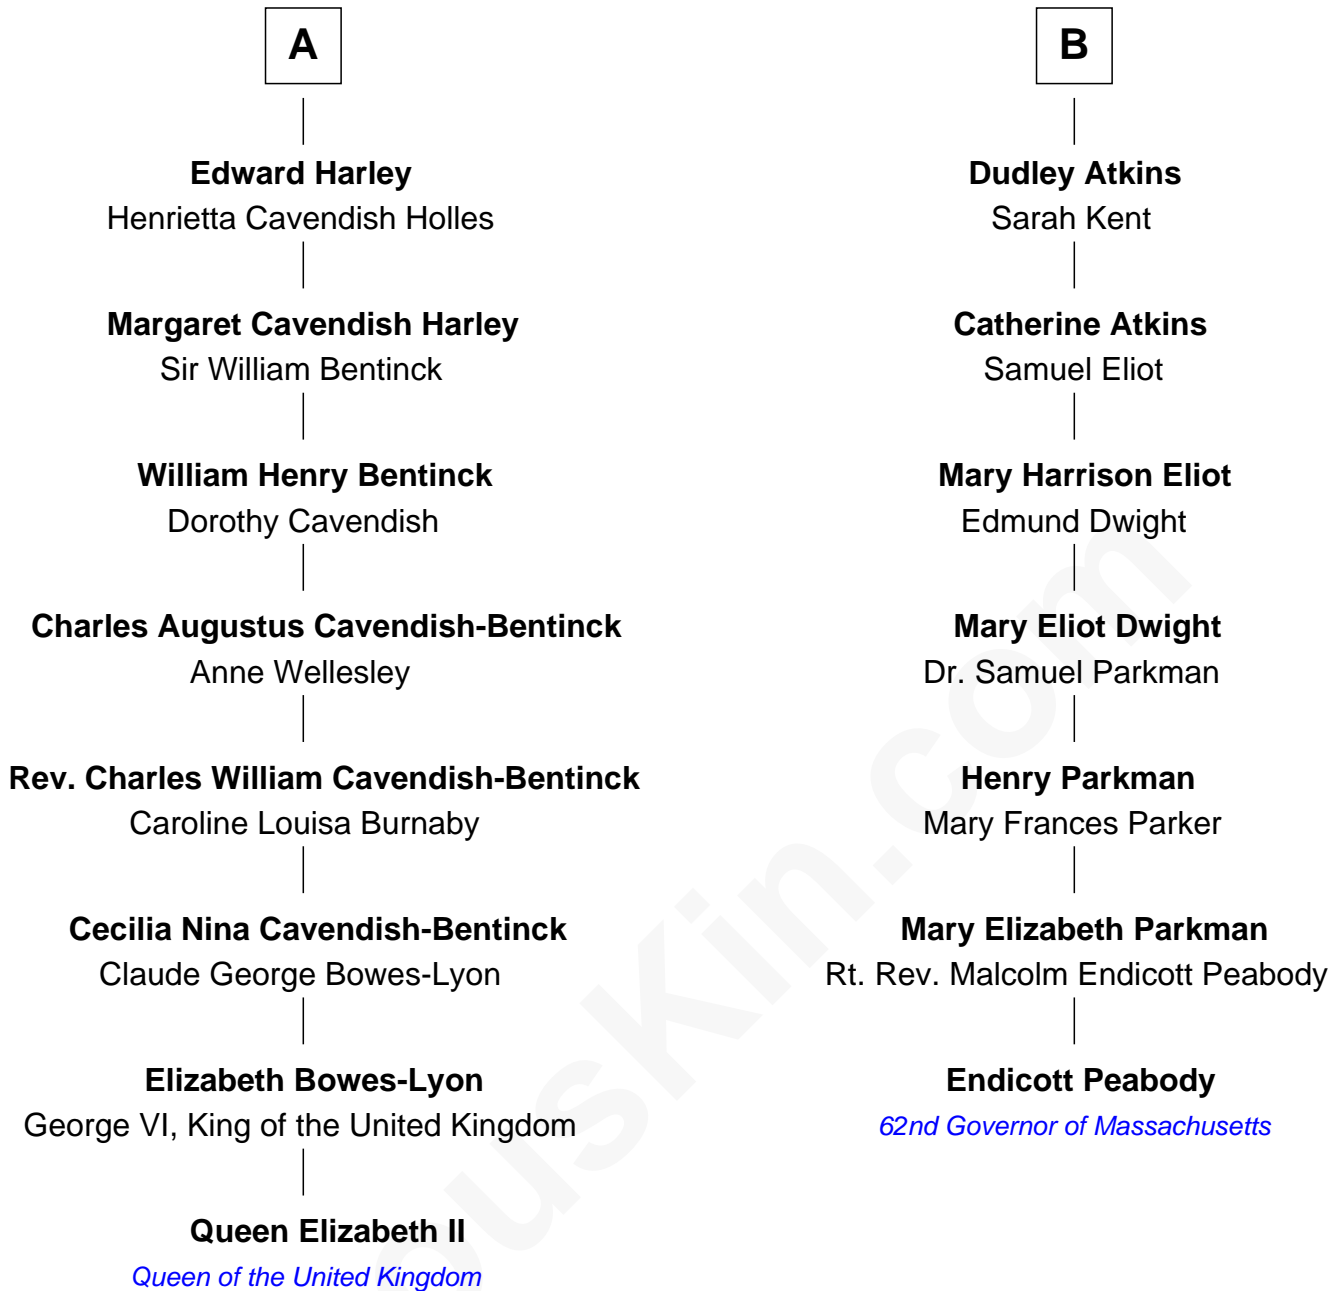 A
Edward Harley
Henrietta Cavendish Holles
Margaret Cavendish Harley
Sir William Bentinck
William Henry Bentinck
Dorothy Cavendish
Charles Augustus Cavendish-Bentinck
Anne Wellesley
Rev. Charles William Cavendish-Bentinck
Caroline Louisa Burnaby
Cecilia Nina Cavendish-Bentinck
Claude George Bowes-Lyon
Elizabeth Bowes-Lyon
George VI, King of the United Kingdom
Queen Elizabeth II
Queen of the United Kingdom
B
Dudley Atkins
Sarah Kent
Catherine Atkins
Samuel Eliot
Mary Harrison Eliot
Edmund Dwight
Mary Eliot Dwight
Dr. Samuel Parkman
Henry Parkman
Mary Frances Parker
Mary Elizabeth Parkman
Rt. Rev. Malcolm Endicott Peabody
Endicott Peabody
62nd Governor of Massachusetts
ousKin.com